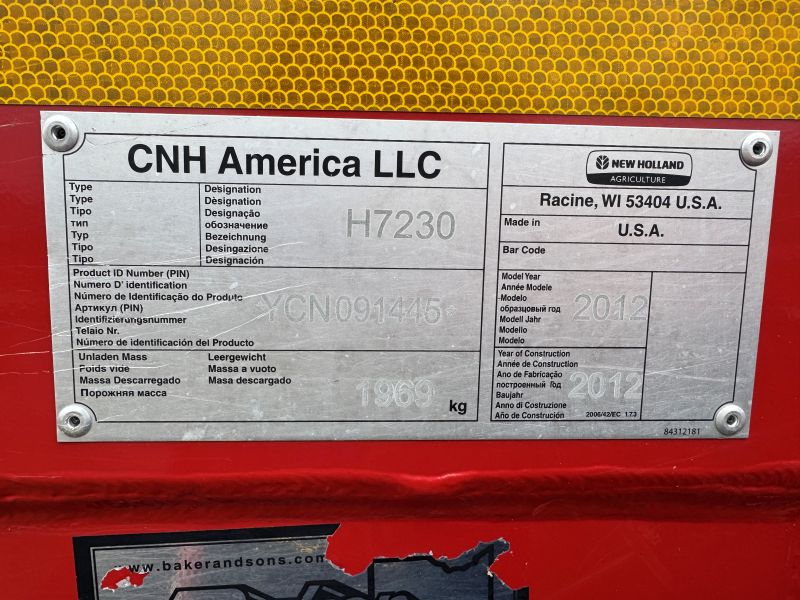 CNH America LLC
Type
Type
Tipo
тип
Typ
Tipo
Tipo
Designation
Dèsignation
Designação
обозначение
Bezeichnung
Desingazione
Designación
H7230
Product ID Number (PIN)
Numero D' identification
Número de Identificação do Produto
Артикул (PIN)
Identifizierungsnummer
Telaio Nr.
Número de identificación del Producto
YCN091445
Unladen Mass
Poids vide
Massa Descarregado
Порожняя масса
Leergewicht
Massa a vuoto
Masa descargado
1969
kg
NEW HOLLAND
AGRICULTURE
Racine, WI 53404 U.S.A.
Made in
U.S.A.
Bar Code
Model Year
Année Modele
Modelo
образцовый год
Modell Jahr
Modello
Modelo
2012
Year of Construction
Année de Construction
Ano de Fabricação
построенный Год
Baujahr
Anno di Costruzione
Año de Construción
2012
2006/42/EC 1.7.3
84312181
www.bakerandsons.com